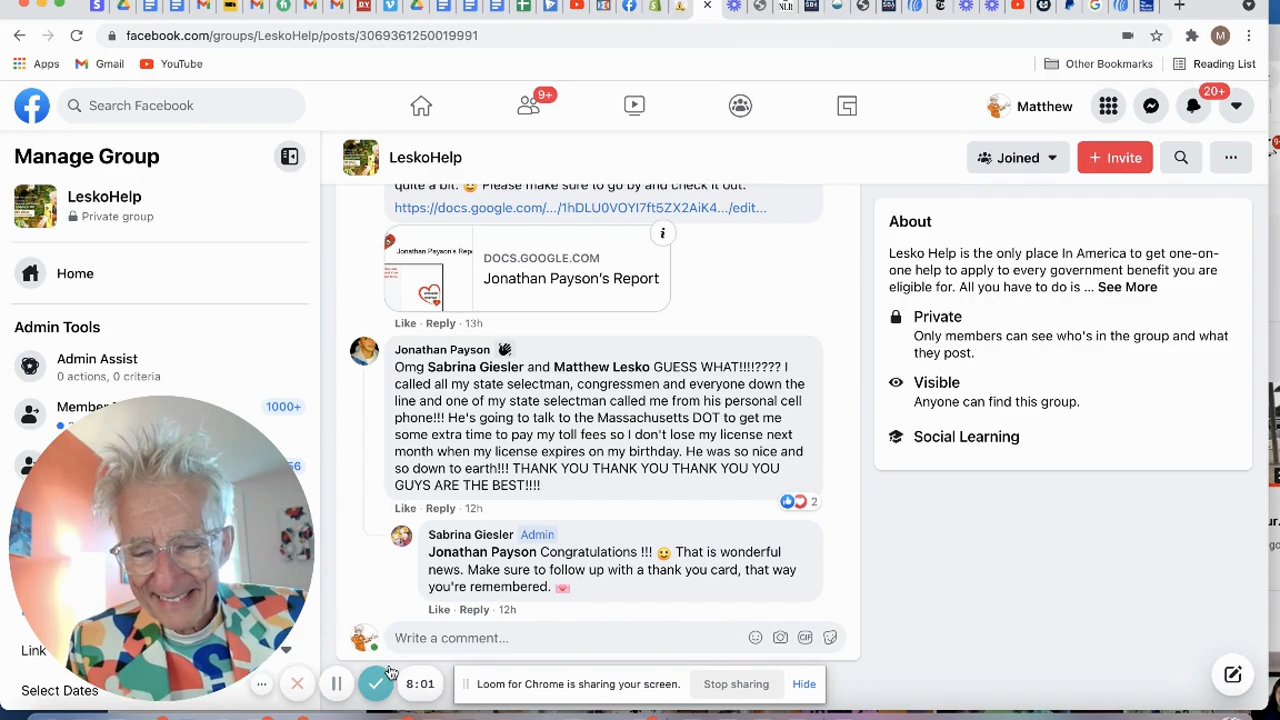 facebook.com/groups/LeskoHelp/posts/3069361250019991
M
Apps Gmail YouTube Other Bookmarks Reading List
Search Facebook
9+
Matthew
20+
Manage Group
LeskoHelp
Private group
Home
Admin Tools
Admin Assist
0 actions, 0 criteria
1000+
Link
Select Dates
LeskoHelp
Joined
+ Invite
quite a bit. Please make sure to go by and check it out.
https://docs.google.com/.../1hDLU0VOYI7ft5ZX2AiK4.../edit...
Jonathan Payson's Rep
DOCS.GOOGLE.COM
Jonathan Payson's Report
Like · Reply · 13h
Jonathan Payson
Omg Sabrina Giesler and Matthew Lesko GUESS WHAT!!!!???? I
called all my state selectman, congressmen and everyone down the
line and one of my state selectman called me from his personal cell
phone!!! He's going to talk to the Massachusetts DOT to get me
some extra time to pay my toll fees so I don't lose my license next
month when my license expires on my birthday. He was so nice and
so down to earth!!! THANK YOU THANK YOU THANK YOU YOU
GUYS ARE THE BEST!!!!
2
Like · Reply · 12h
Sabrina Giesler Admin
Jonathan Payson Congratulations !!! That is wonderful
news. Make sure to follow up with a thank you card, that way
you're remembered.
Like · Reply · 12h
Write a comment...
GIF
About
Lesko Help is the only place In America to get one-on-
one help to apply to every government benefit you are
eligible for. All you have to do is ... See More
Private
Only members can see who's in the group and what
they post.
Visible
Anyone can find this group.
Social Learning
8:01
Loom for Chrome is sharing your screen.
Stop sharing
Hide